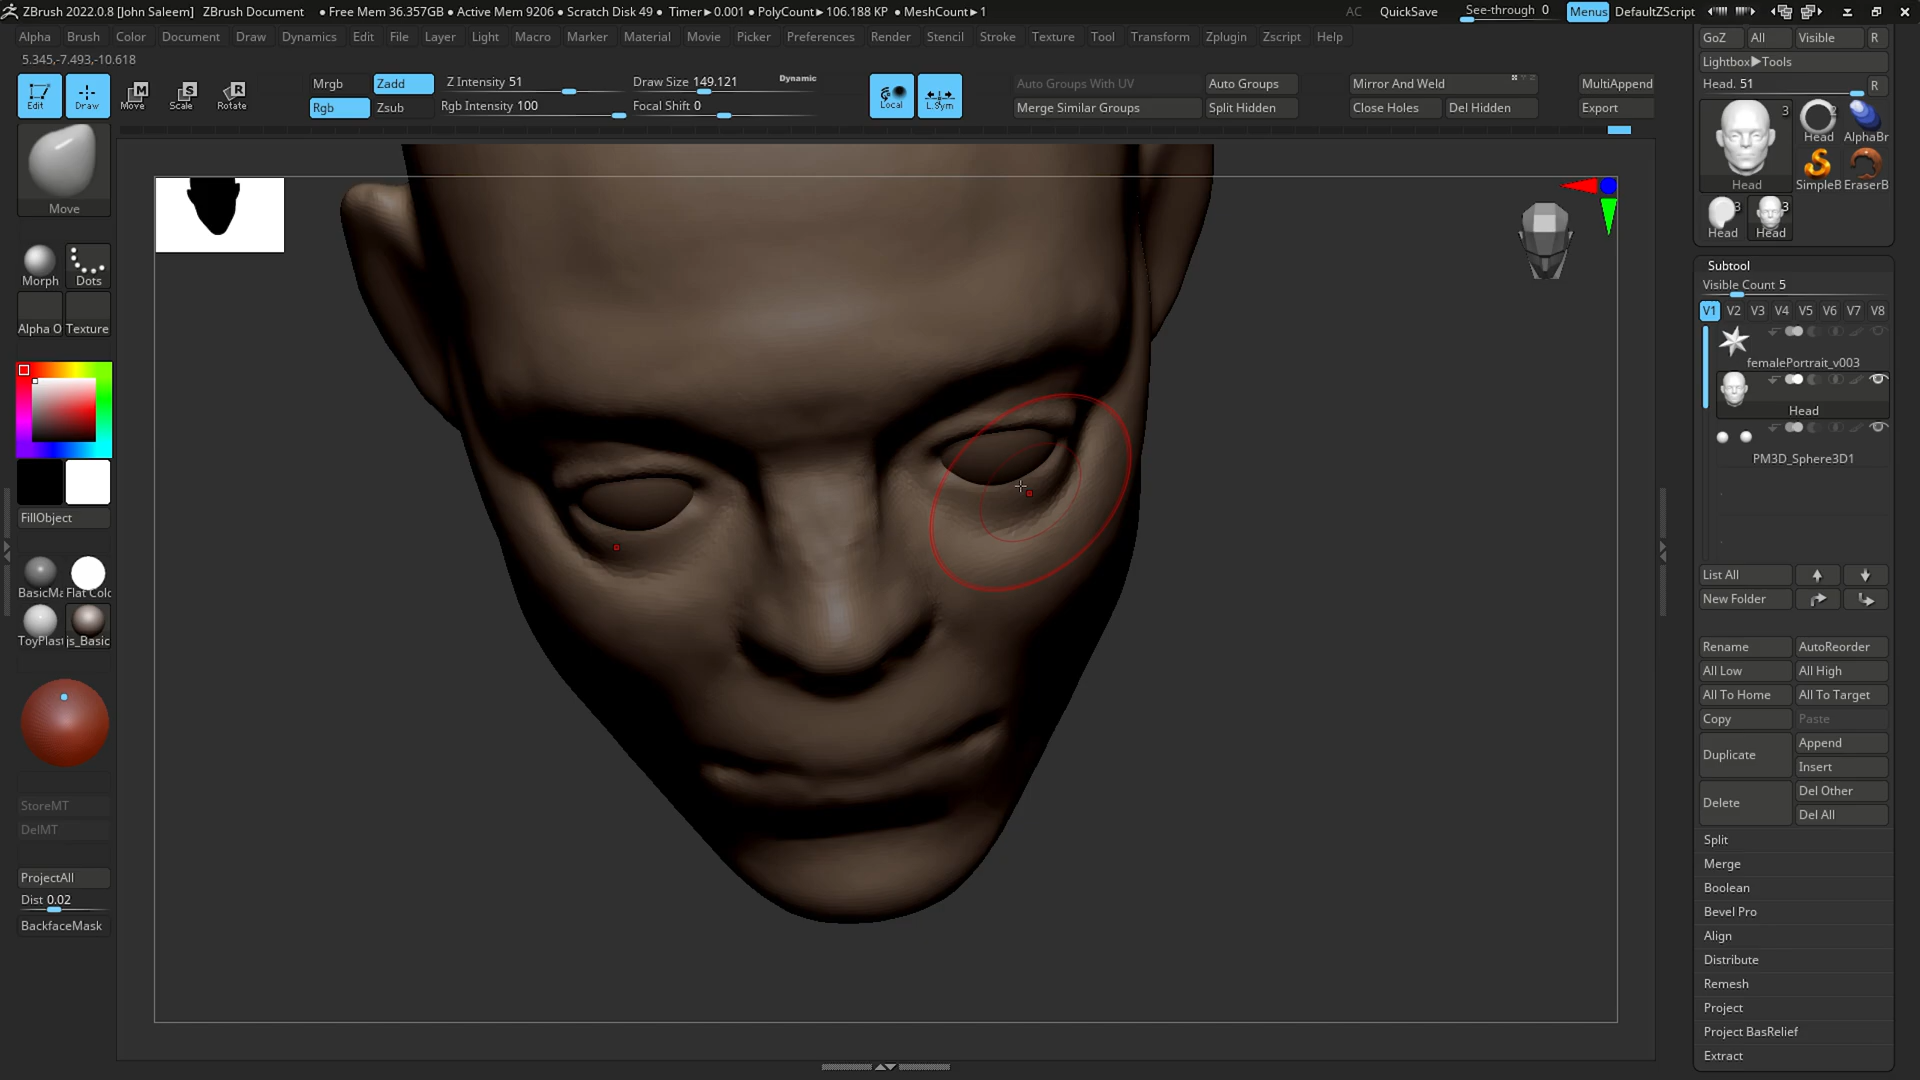 ZBrush 2022.0.8 [John Saleem] ZBrush Document • Free Mem 36.357GB • Active Mem 9206 • Scratch Disk 49 • Timer►0.001 • PolyCount►106.188 KP • MeshCount►1 AC QuickSave See-through 0 Menus DefaultZScript
Alpha Brush Color Document Draw Dynamics Edit File Layer Light Macro Marker Material Movie Picker Preferences Render Stencil Stroke Texture Tool Transform Zplugin Zscript Help
5.345,-7.493,-10.618
Edit Draw Move Scale Rotate
Mrgb Zadd Z Intensity 51 Draw Size 149.121 Dynamic
Rgb Zsub Rgb Intensity 100 Focal Shift 0
Local L.Sym
Auto Groups With UV Auto Groups Mirror And Weld MultiAppend
Merge Similar Groups Split Hidden Close Holes Del Hidden Export
Move
Morph Dots
Alpha O Texture
FillObject
BasicMa Flat Colo
ToyPlast js_Basic
StoreMT
DelMT
ProjectAll
Dist 0.02
BackfaceMask
GoZ All Visible R
Lightbox►Tools
Head. 51 R
3 2
Head AlphaBr
Head SimpleB EraserB
3 3
Head Head
Subtool
Visible Count 5
V1 V2 V3 V4 V5 V6 V7 V8
femalePortrait_v003
Head
PM3D_Sphere3D1
List All
New Folder
Rename AutoReorder
All Low All High
All To Home All To Target
Copy Paste
Duplicate Append
Insert
Delete Del Other
Del All
Split
Merge
Boolean
Bevel Pro
Align
Distribute
Remesh
Project
Project BasRelief
Extract